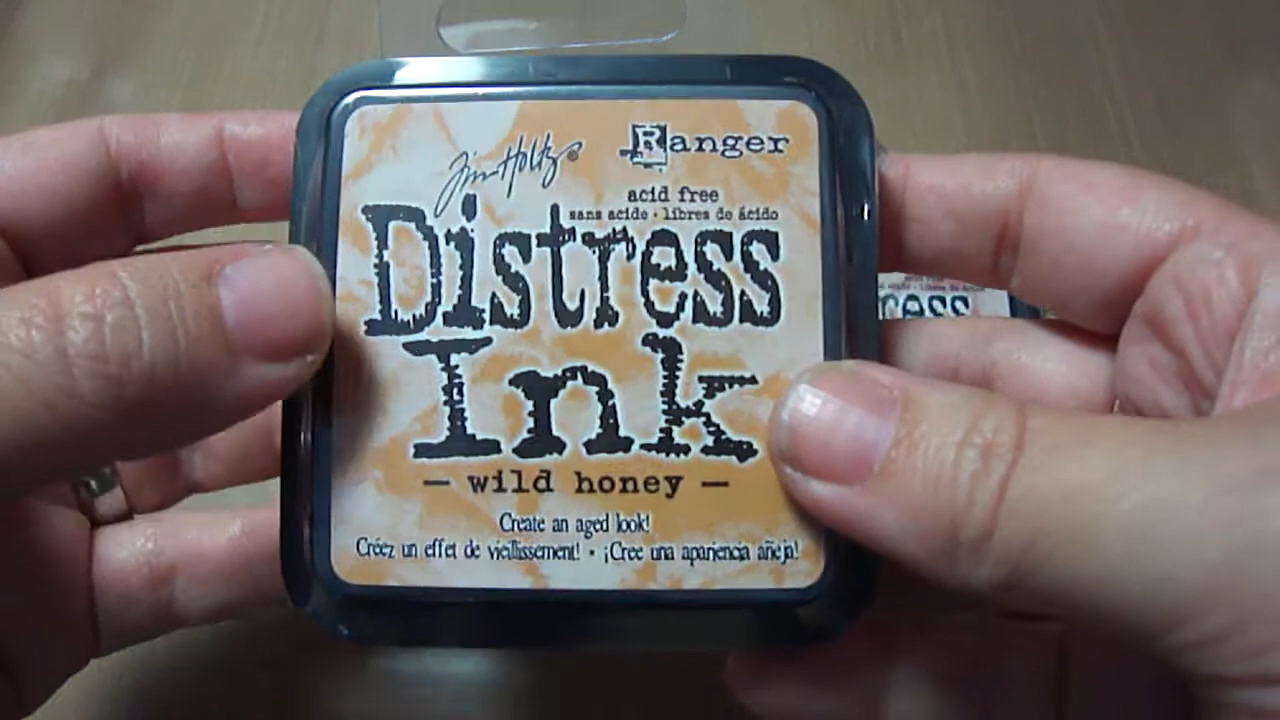 Tim Holtz®
Ranger
acid free
sans acide · libres de ácido
Distress
Ink
— wild honey —
Create an aged look!
Créez un effet de vieillissement! • ¡Cree una apariencia añeja!
ress